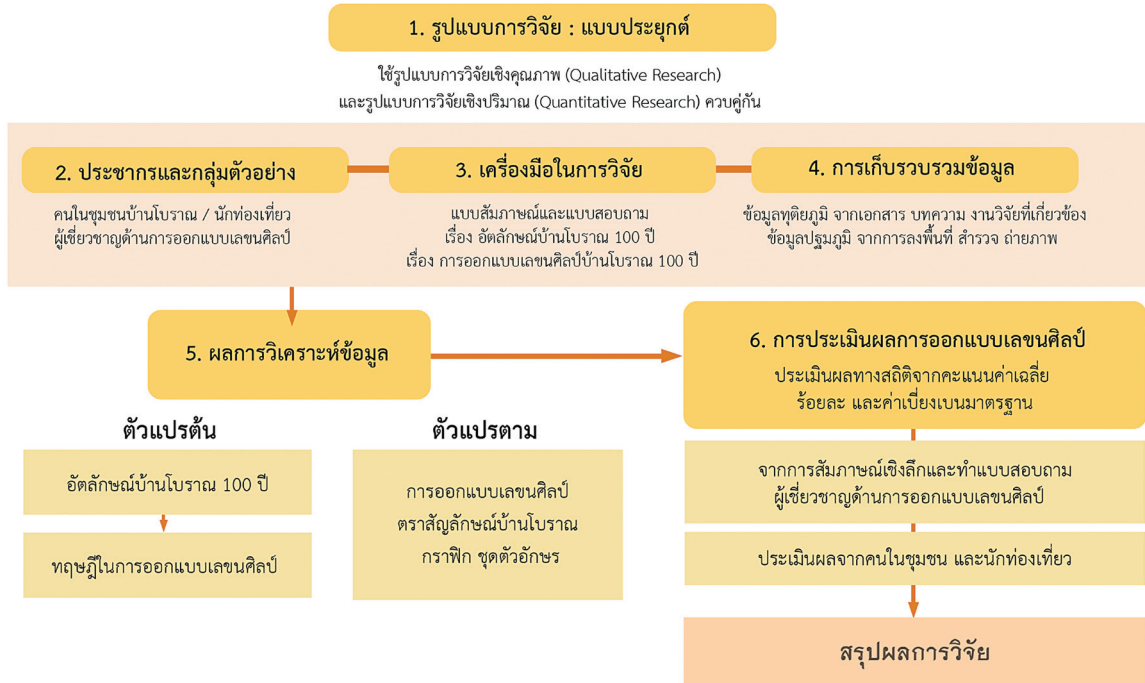 1. รูปแบบการวิจัย : แบบประยุกต์
ใช้รูปแบบการวิจัยเชิงคุณภาพ (Qualitative Research)
และรูปแบบการวิจัยเชิงปริมาณ (Quantitative Research) ควบคู่กัน
2. ประชากรและกลุ่มตัวอย่าง
คนในชุมชนบ้านโบราณ / นักท่องเที่ยว
ผู้เชี่ยวชาญด้านการออกแบบเลขนศิลป์
3. เครื่องมือในการวิจัย
แบบสัมภาษณ์และแบบสอบถาม
เรื่อง อัตลักษณ์บ้านโบราณ 100 ปี
เรื่อง การออกแบบเลขนศิลป์บ้านโบราณ 100 ปี
4. การเก็บรวบรวมข้อมูล
ข้อมูลทุติยภูมิ จากเอกสาร บทความ งานวิจัยที่เกี่ยวข้อง
ข้อมูลปฐมภูมิ จากการลงพื้นที่ สำรวจ ถ่ายภาพ
5. ผลการวิเคราะห์ข้อมูล
ตัวแปรต้น
อัตลักษณ์บ้านโบราณ 100 ปี
ทฤษฎีในการออกแบบเลขนศิลป์
ตัวแปรตาม
การออกแบบเลขนศิลป์
ตราสัญลักษณ์บ้านโบราณ
กราฟิก ชุดตัวอักษร
6. การประเมินผลการออกแบบเลขนศิลป์
ประเมินผลทางสถิติจากคะแนนค่าเฉลี่ย
ร้อยละ และค่าเบี่ยงเบนมาตรฐาน
จากการสัมภาษณ์เชิงลึกและทำแบบสอบถาม
ผู้เชี่ยวชาญด้านการออกแบบเลขนศิลป์
ประเมินผลจากคนในชุมชน และนักท่องเที่ยว
สรุปผลการวิจัย